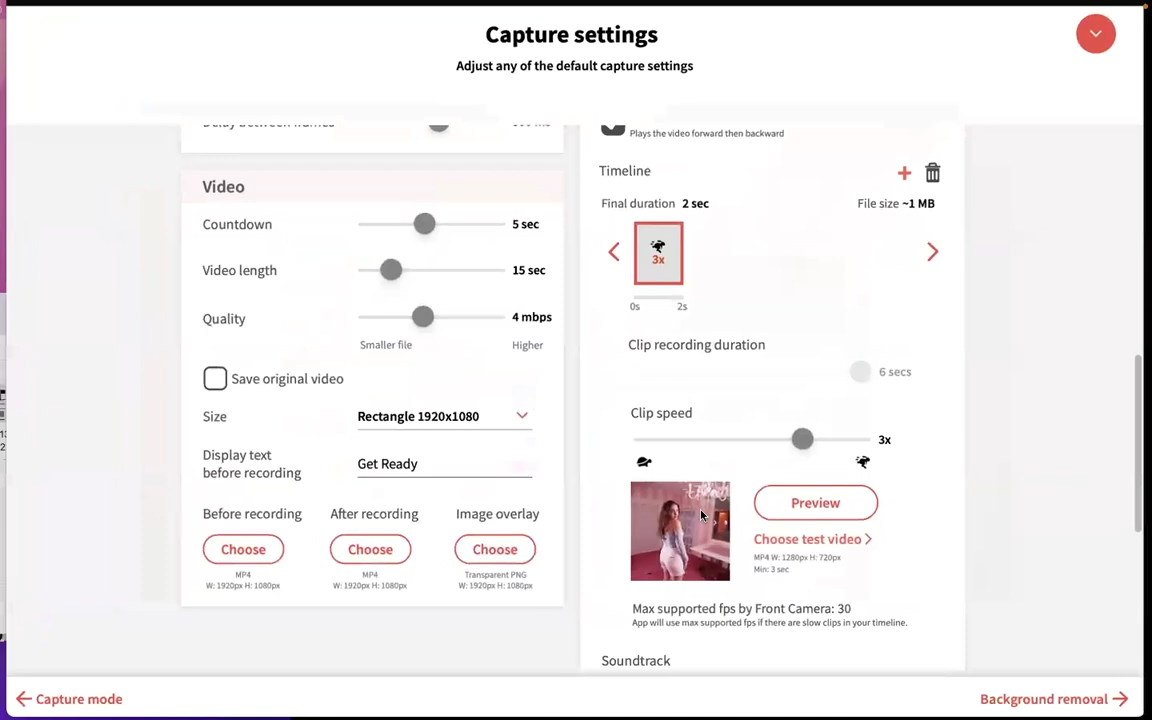 Capture settings
Adjust any of the default capture settings
Delay between frames
Video
Countdown 5 sec
Video length 15 sec
Quality 4 mbps
Smaller file Higher
Save original video
Size Rectangle 1920x1080
Display text
before recording Get Ready
Before recording After recording Image overlay
Choose Choose Choose
MP4 MP4 Transparent PNG
W: 1920px H: 1080px W: 1920px H: 1080px W: 1920px H: 1080px
Plays the video forward then backward
Timeline +
Final duration 2 sec File size ~1 MB
3x
0s 2s
Clip recording duration
6 secs
Clip speed
3x
Preview
Choose test video
MP4 W: 1280px H: 720px
Min: 3 sec
Max supported fps by Front Camera: 30
App will use max supported fps if there are slow clips in your timeline.
Soundtrack
Capture mode Background removal